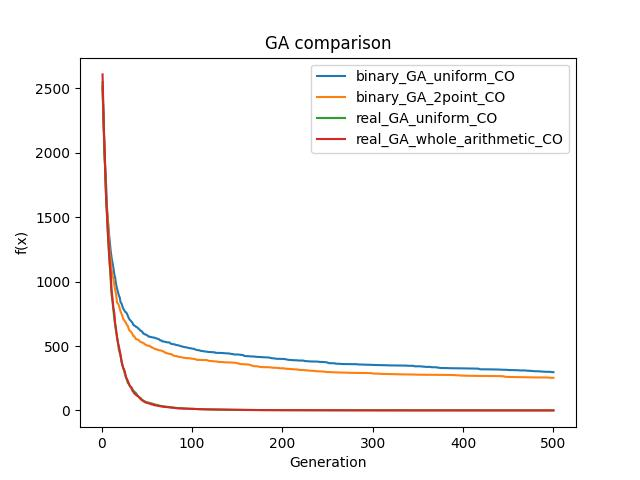 GA comparison
binary_GA_uniform_CO
binary_GA_2point_CO
real_GA_uniform_CO
real_GA_whole_arithmetic_CO
2500
2000
1500
1000
500
0
f(x)
0 100 200 300 400 500
Generation